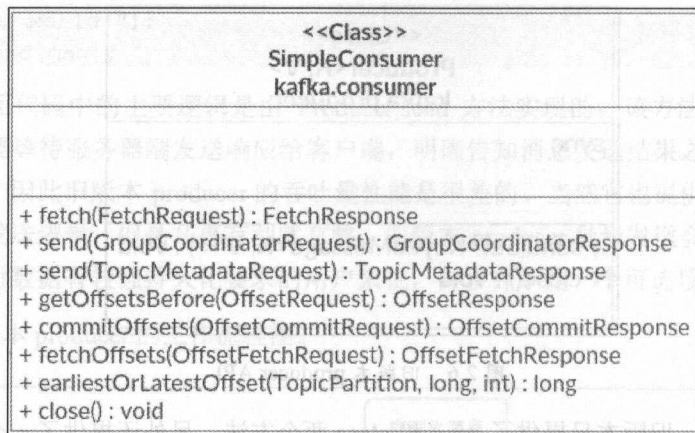 <<Class>>
SimpleConsumer
kafka.consumer
+ fetch(FetchRequest) : FetchResponse
+ send(GroupCoordinatorRequest) : GroupCoordinatorResponse
+ send(TopicMetadataRequest) : TopicMetadataResponse
+ getOffsetsBefore(OffsetRequest) : OffsetResponse
+ commitOffsets(OffsetCommitRequest) : OffsetCommitResponse
+ fetchOffsets(OffsetFetchRequest) : OffsetFetchResponse
+ earliestOrLatestOffset(TopicPartition, long, int) : long
+ close() : void